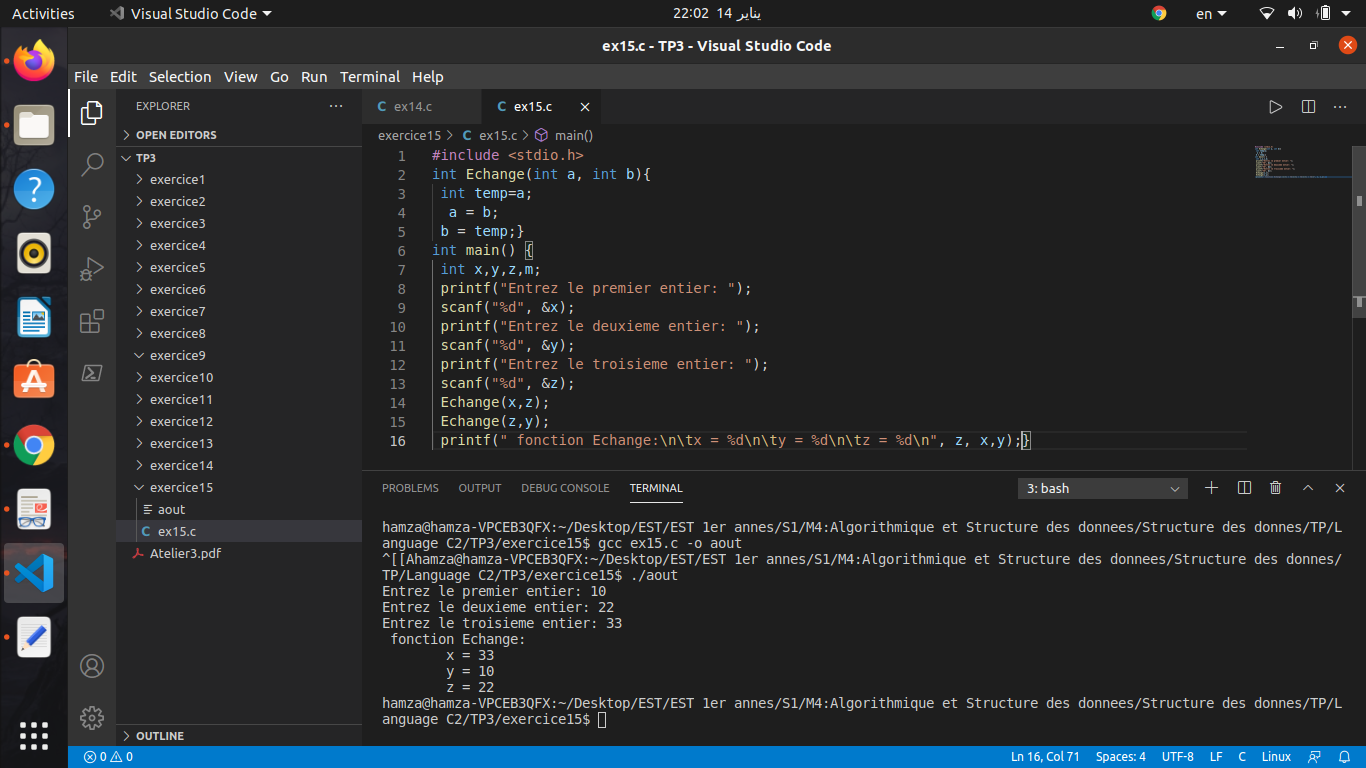 Activities Visual Studio Code 22:02 14 يناير en
ex15.c - TP3 - Visual Studio Code
File Edit Selection View Go Run Terminal Help
EXPLORER
OPEN EDITORS
TP3
exercice1
exercice2
exercice3
exercice4
exercice5
exercice6
exercice7
exercice8
exercice9
exercice10
exercice11
exercice12
exercice13
exercice14
exercice15
aout
C ex15.c
Atelier3.pdf
OUTLINE
C ex14.c C ex15.c
exercice15 > C ex15.c > main()
1 #include <stdio.h>
2 int Echange(int a, int b){
3 int temp=a;
4 a = b;
5 b = temp;}
6 int main() {
7 int x,y,z,m;
8 printf("Entrez le premier entier: ");
9 scanf("%d", &x);
10 printf("Entrez le deuxieme entier: ");
11 scanf("%d", &y);
12 printf("Entrez le troisieme entier: ");
13 scanf("%d", &z);
14 Echange(x,z);
15 Echange(z,y);
16 printf(" fonction Echange:\n\tx = %d\n\ty = %d\n\tz = %d\n", z, x,y);}
PROBLEMS OUTPUT DEBUG CONSOLE TERMINAL 3: bash
hamza@hamza-VPCEB3QFX:~/Desktop/EST/EST 1er annes/S1/M4:Algorithmique et Structure des donnees/Structure des donnes/TP/L
anguage C2/TP3/exercice15$ gcc ex15.c -o aout
^[[Ahamza@hamza-VPCEB3QFX:~/Desktop/EST/EST 1er annes/S1/M4:Algorithmique et Structure des donnees/Structure des donnes/
TP/Language C2/TP3/exercice15$ ./aout
Entrez le premier entier: 10
Entrez le deuxieme entier: 22
Entrez le troisieme entier: 33
fonction Echange:
x = 33
y = 10
z = 22
hamza@hamza-VPCEB3QFX:~/Desktop/EST/EST 1er annes/S1/M4:Algorithmique et Structure des donnees/Structure des donnes/TP/L
anguage C2/TP3/exercice15$
0 0 Ln 16, Col 71 Spaces: 4 UTF-8 LF C Linux